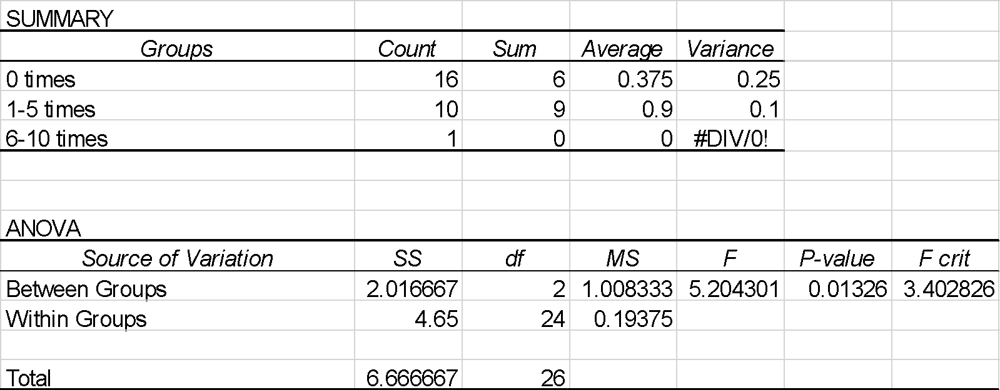 SUMMARY
Groups Count Sum Average Variance
0 times 16 6 0.375 0.25
1-5 times 10 9 0.9 0.1
6-10 times 1 0 0 #DIV/0!
ANOVA
Source of Variation SS df MS F P-value F crit
Between Groups 2.016667 2 1.008333 5.204301 0.01326 3.402826
Within Groups 4.65 24 0.19375
Total 6.666667 26